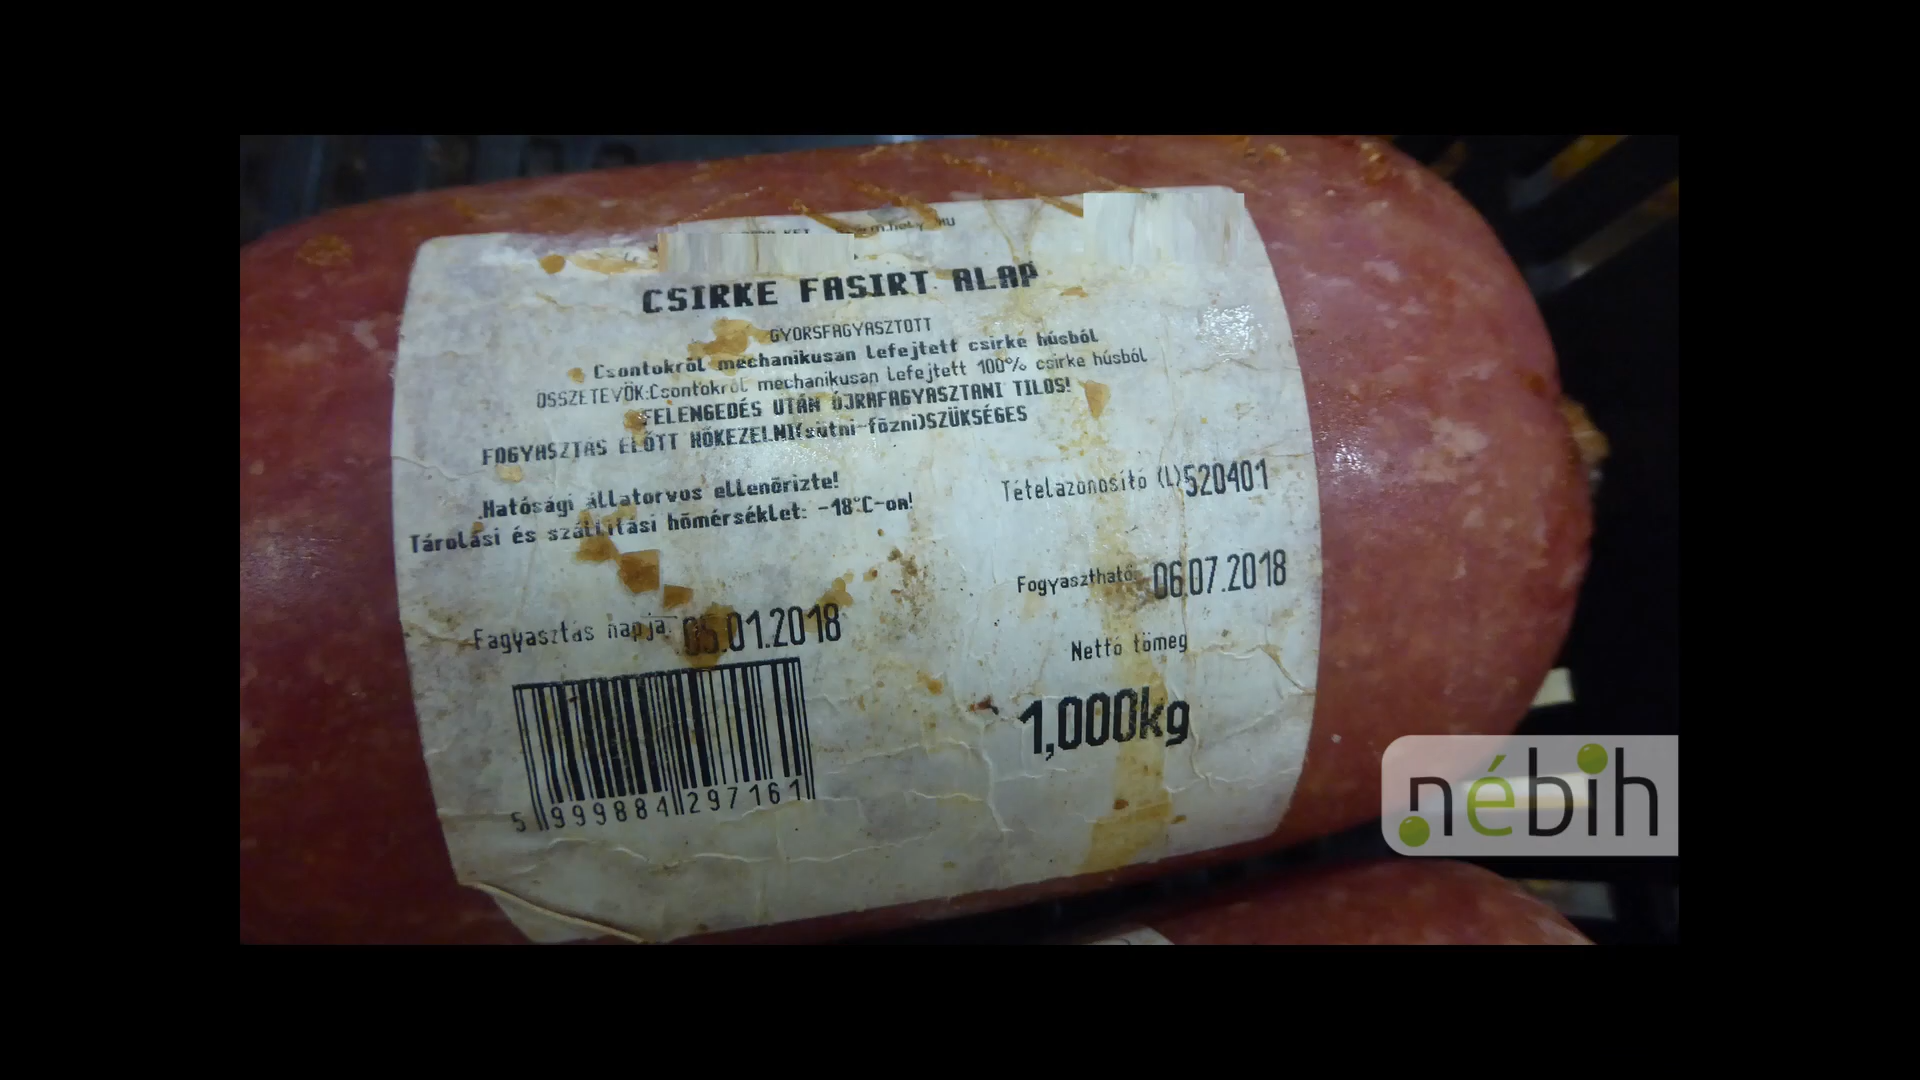 CSIRKE FASIRT ALAP
GYORSFAGYASZTOTT
Csontokról mechanikusan lefejtett csirke húsból
ÖSSZETEVŐK:Csontokról mechanikusan lefejtett 100% csirke húsból
FELENGEDÉS UTÁN ÚJRAFAGYASZTANI TILOS!
FOGYASZTÁS ELŐTT HŐKEZELNI(sütni-főzni)SZÜKSÉGES
Hatósági állatorvos ellenőrizte!
Tárolási és szállítási hőmérséklet: -18°C-on!
Tételazonosító (L)520401
Fogyasztható: 06.07.2018
Fagyasztás napja: 05.01.2018
Nettó tömeg
1,000kg
5 999884 297161
nébih